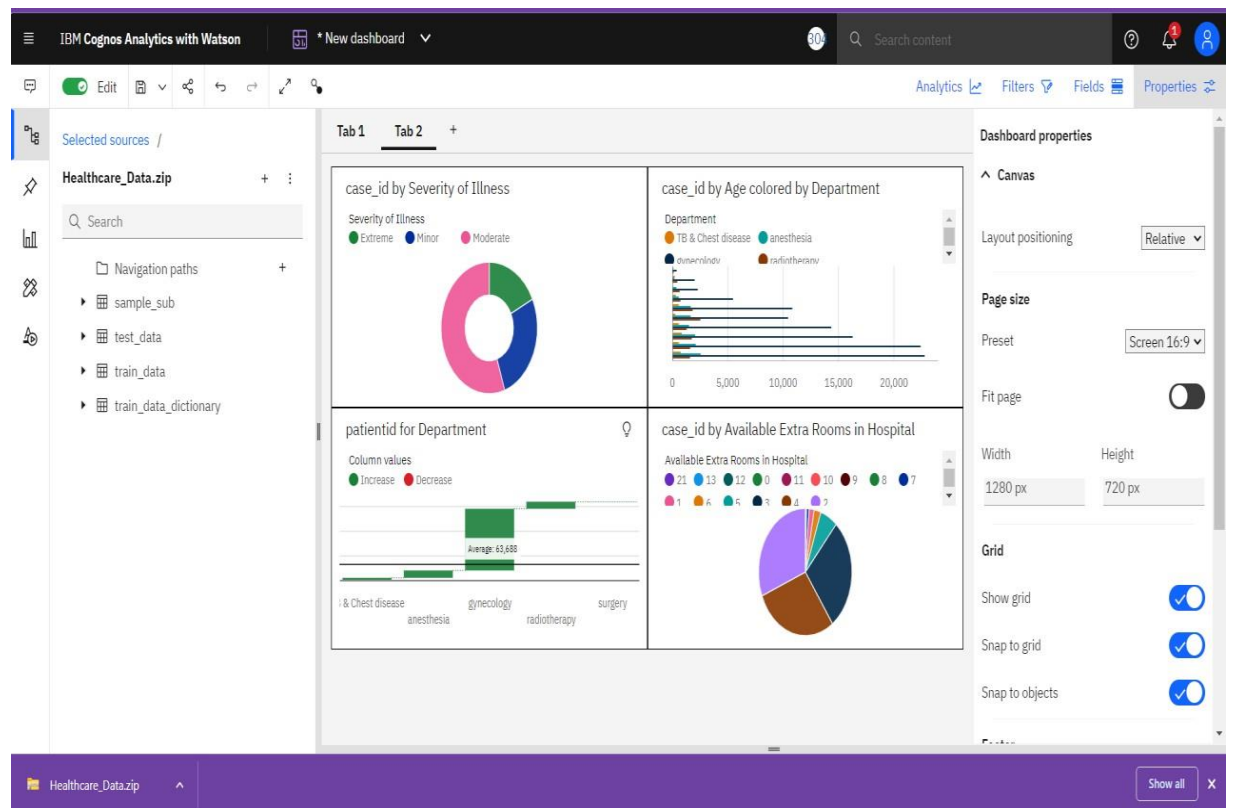 IBM Cognos Analytics with Watson
* New dashboard
304
Search content
1
Edit
Analytics
Filters
Fields
Properties
Selected sources /
Healthcare_Data.zip
Search
Navigation paths
sample_sub
test_data
train_data
train_data_dictionary
Tab 1 Tab 2 +
case_id by Severity of Illness
Severity of Illness
Extreme Minor Moderate
case_id by Age colored by Department
Department
TB & Chest disease anesthesia
gynecology radiotherapy
0 5,000 10,000 15,000 20,000
patientid for Department
Column values
Increase Decrease
Average: 63,688
& Chest disease gynecology surgery
anesthesia radiotherapy
case_id by Available Extra Rooms in Hospital
Available Extra Rooms in Hospital
21 13 12 0 11 10 9 8 7
1 6 5 3 4 2
Dashboard properties
Canvas
Layout positioning Relative
Page size
Preset Screen 16:9
Fit page
Width Height
1280 px 720 px
Grid
Show grid
Snap to grid
Snap to objects
Footer
Healthcare_Data.zip
Show all X